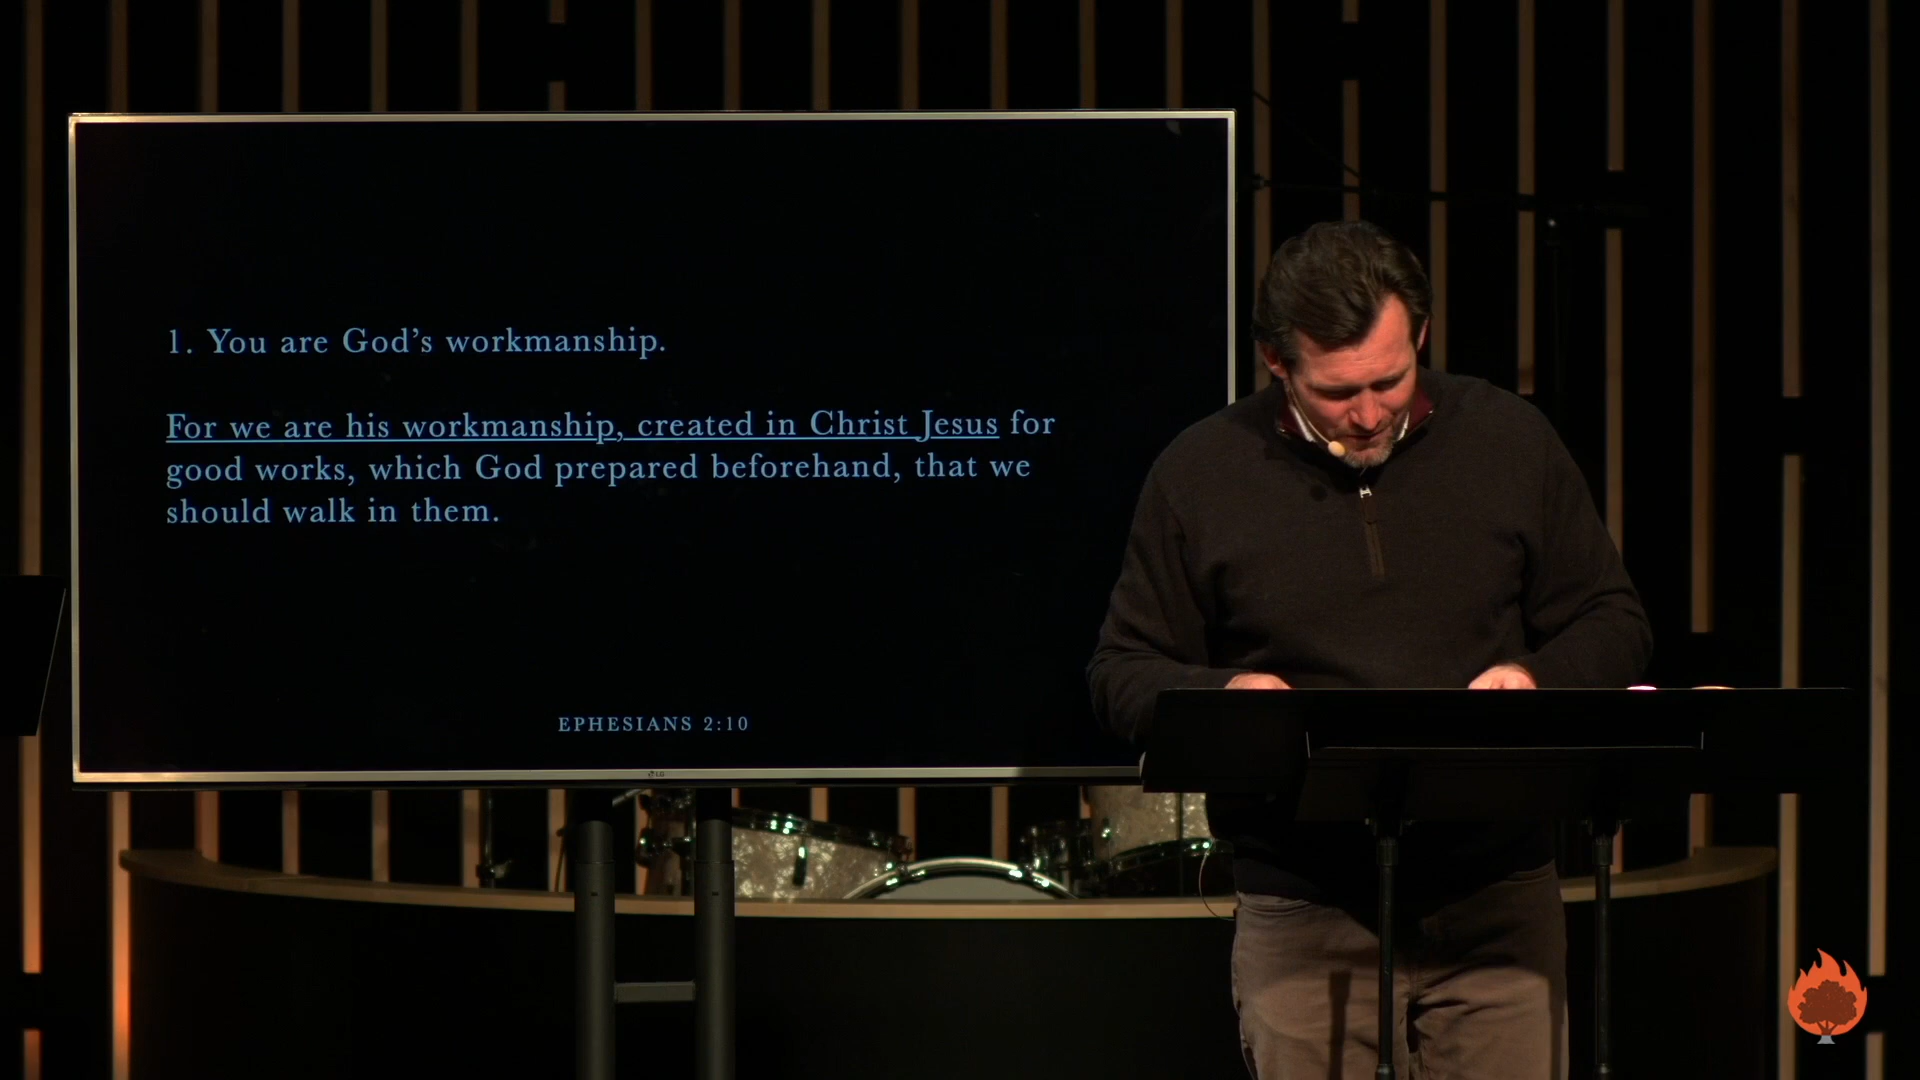 1. You are God’s workmanship.
For we are his workmanship, created in Christ Jesus for
good works, which God prepared beforehand, that we
should walk in them.
EPHESIANS 2:10
LG